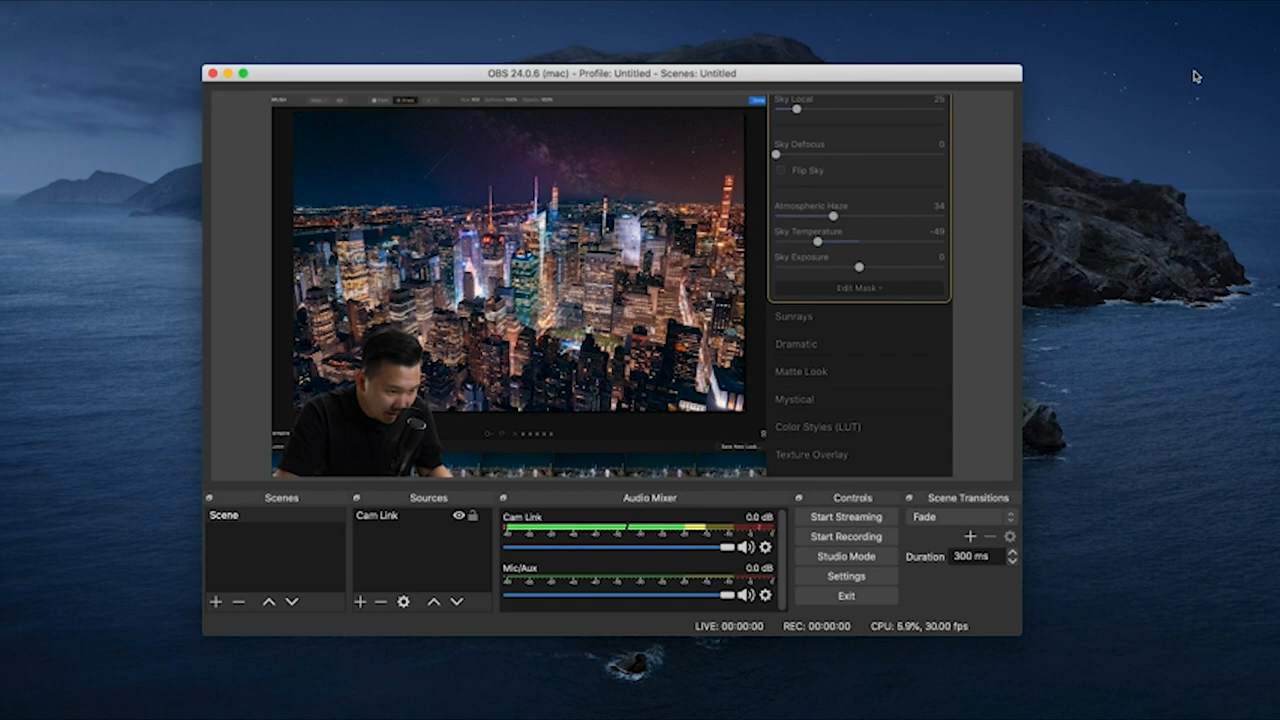 OBS 24.0.6 (mac) - Profile: Untitled - Scenes: Untitled
Sky Local 25
Sky Defocus 0
Flip Sky
Atmospheric Haze 34
Sky Temperature -49
Sky Exposure 0
Edit Mask
Sunrays
Dramatic
Matte Look
Mystical
Color Styles (LUT)
Texture Overlay
Scenes
Scene
Sources
Cam Link
Audio Mixer
Cam Link 0.0 dB
Mic/Aux 0.0 dB
Controls
Start Streaming
Start Recording
Studio Mode
Settings
Exit
Scene Transitions
Fade
Duration 300 ms
LIVE: 00:00:00 REC: 00:00:00 CPU: 5.9%, 30.00 fps